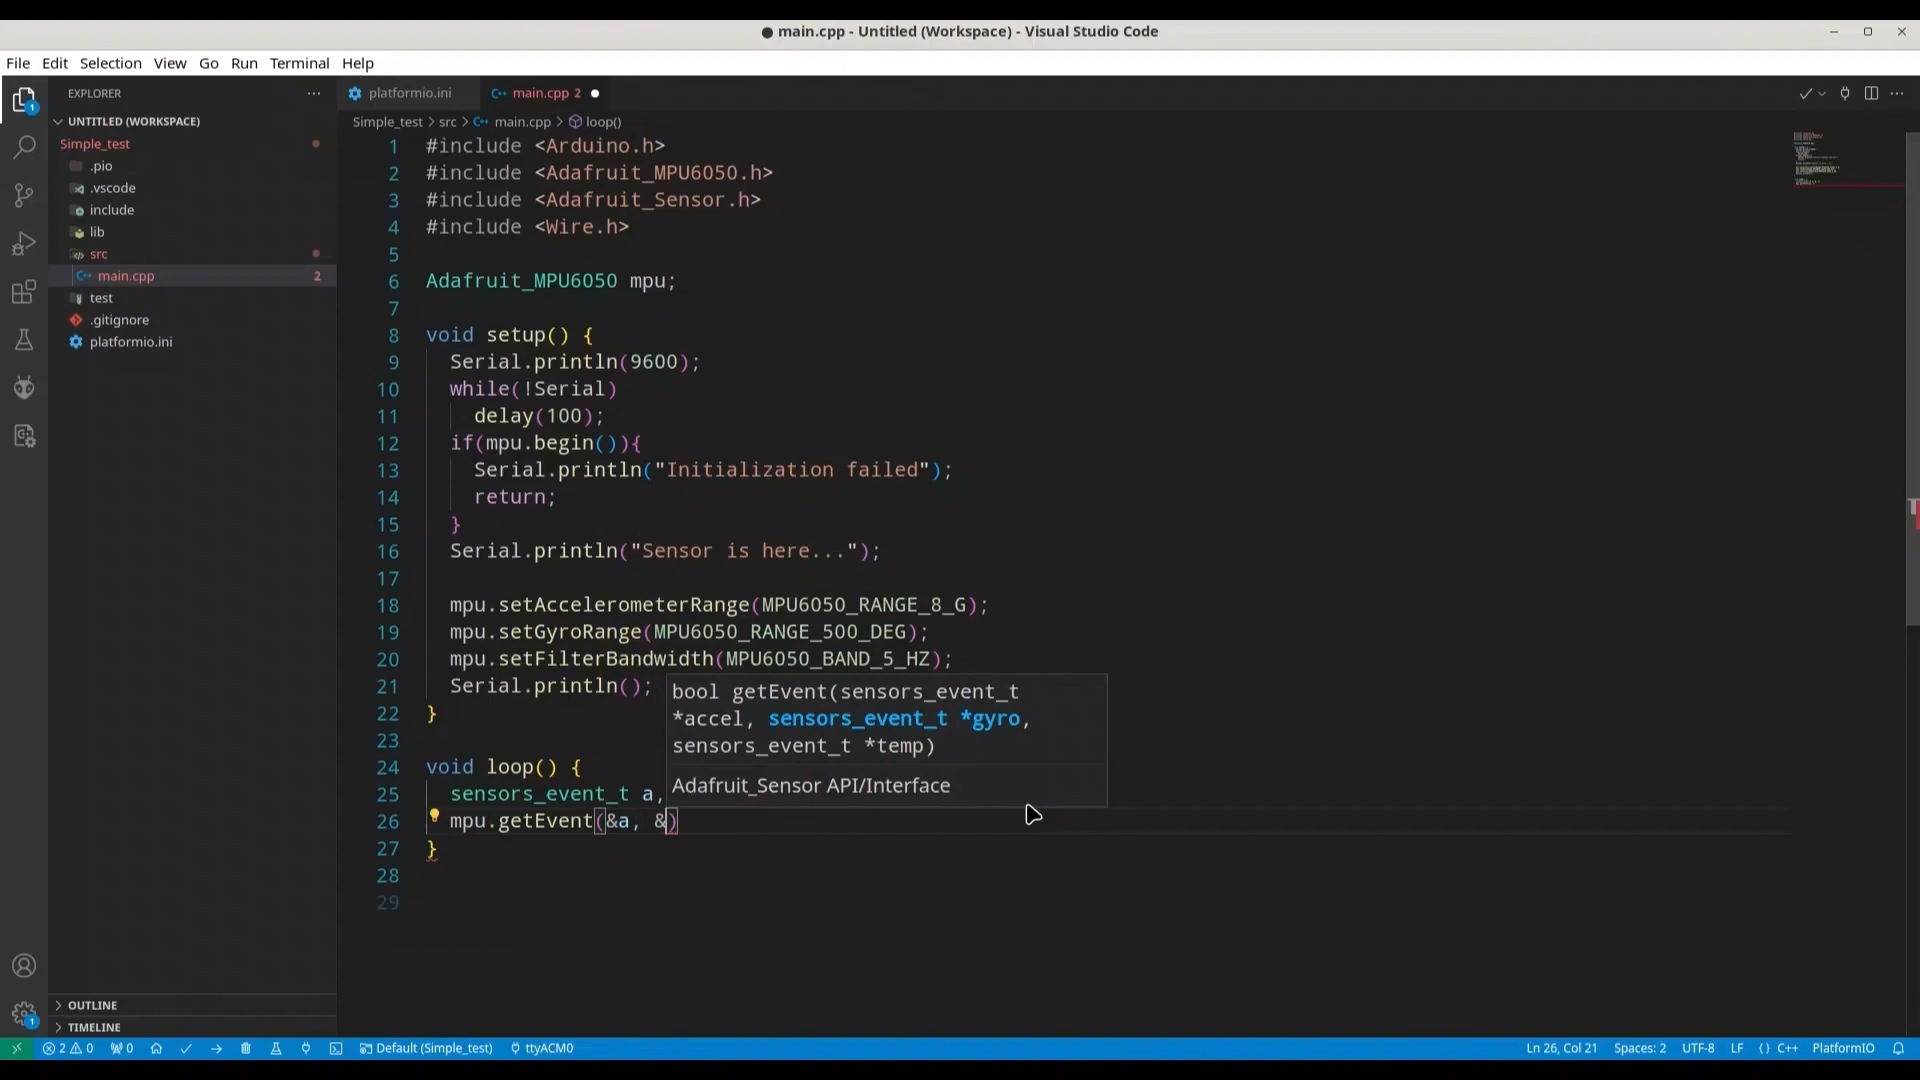 main.cpp - Untitled (Workspace) - Visual Studio Code
File Edit Selection View Go Run Terminal Help
EXPLORER
UNTITLED (WORKSPACE)
Simple_test
.pio
.vscode
include
lib
src
main.cpp 2
test
.gitignore
platformio.ini
OUTLINE
TIMELINE
1
1
platformio.ini main.cpp 2
Simple_test > src > main.cpp > loop()
1 #include <Arduino.h>
2 #include <Adafruit_MPU6050.h>
3 #include <Adafruit_Sensor.h>
4 #include <Wire.h>
5
6 Adafruit_MPU6050 mpu;
7
8 void setup() {
9 Serial.println(9600);
10 while(!Serial)
11 delay(100);
12 if(mpu.begin()){
13 Serial.println("Initialization failed");
14 return;
15 }
16 Serial.println("Sensor is here...");
17
18 mpu.setAccelerometerRange(MPU6050_RANGE_8_G);
19 mpu.setGyroRange(MPU6050_RANGE_500_DEG);
20 mpu.setFilterBandwidth(MPU6050_BAND_5_HZ);
21 Serial.println();
22 }
23
24 void loop() {
25 sensors_event_t a,
26 mpu.getEvent(&a, &)
27 }
28
29
bool getEvent(sensors_event_t
*accel, sensors_event_t *gyro,
sensors_event_t *temp)
Adafruit_Sensor API/Interface
2 0 0 Default (Simple_test) ttyACM0 Ln 26, Col 21 Spaces: 2 UTF-8 LF {} C++ PlatformIO